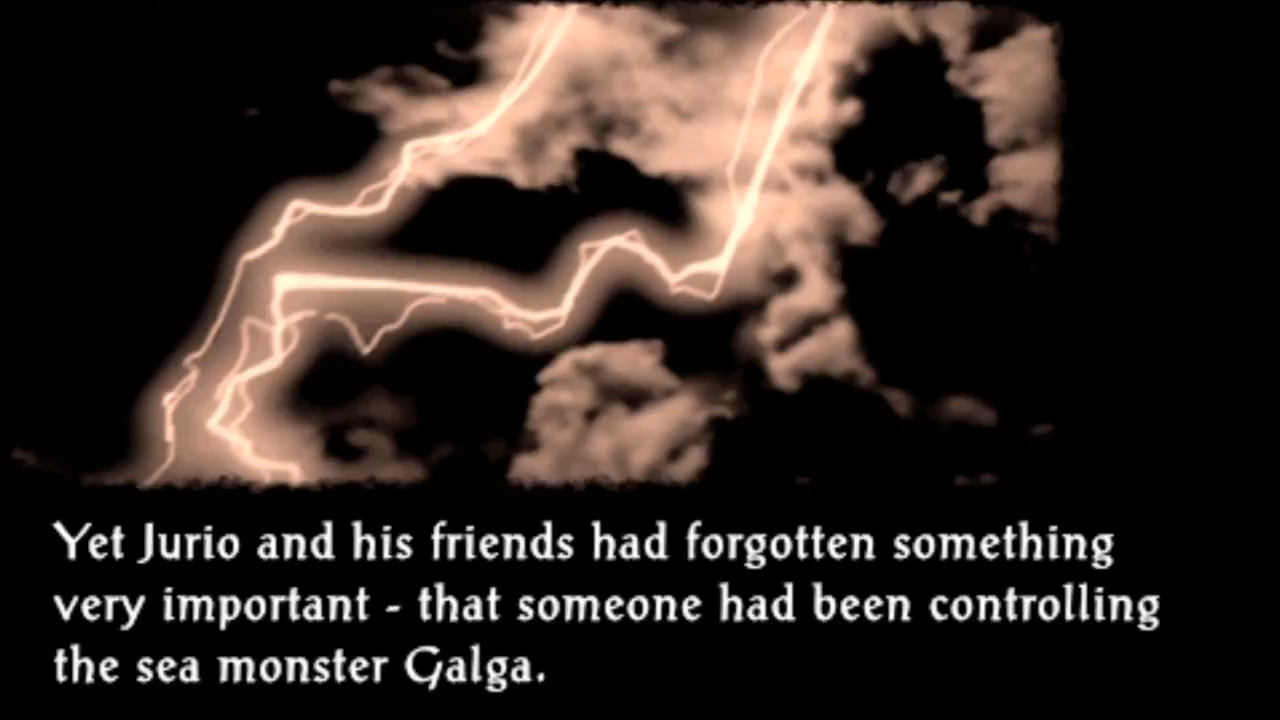 Yet Jurio and his friends had forgotten something
very important - that someone had been controlling
the sea monster Galga.